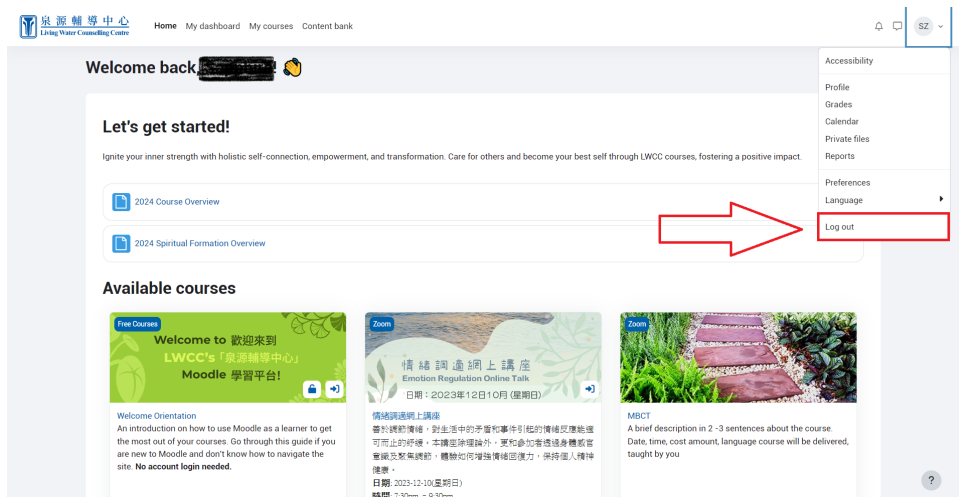 泉源輔導中心
Living Water Counselling Centre
Home My dashboard My courses Content bank
SZ
Welcome back, !
Accessibility
Profile
Grades
Calendar
Private files
Reports
Preferences
Language
Log out
Let's get started!
Ignite your inner strength with holistic self-connection, empowerment, and transformation. Care for others and become your best self through LWCC courses, fostering a positive impact.
2024 Course Overview
2024 Spiritual Formation Overview
Available courses
Free Courses
Welcome to 歡迎來到
LWCC's「泉源輔導中心」
Moodle 學習平台!
Welcome Orientation
An introduction on how to use Moodle as a learner to get
the most out of your courses. Go through this guide if you
are new to Moodle and don't know how to navigate the
site. No account login needed.
Zoom
情緒調適網上講座
Emotion Regulation Online Talk
日期：2023年12日10月(星期日)
情緒調適網上講座
善於調節情緒，對生活中的矛盾和事件引起的情緒反應能適
可而止的紓緩。本講座除理論外，更和參加者透過身體感官
意識及聚焦調節，體驗如何增強情緒回復力，保持個人精神
健康。
日期: 2023-12-10(星期日)
時間: 7:30pm – 9:30pm
Zoom
MBCT
A brief description in 2 -3 sentences about the course.
Date, time, cost amount, language course will be delivered,
taught by you
?